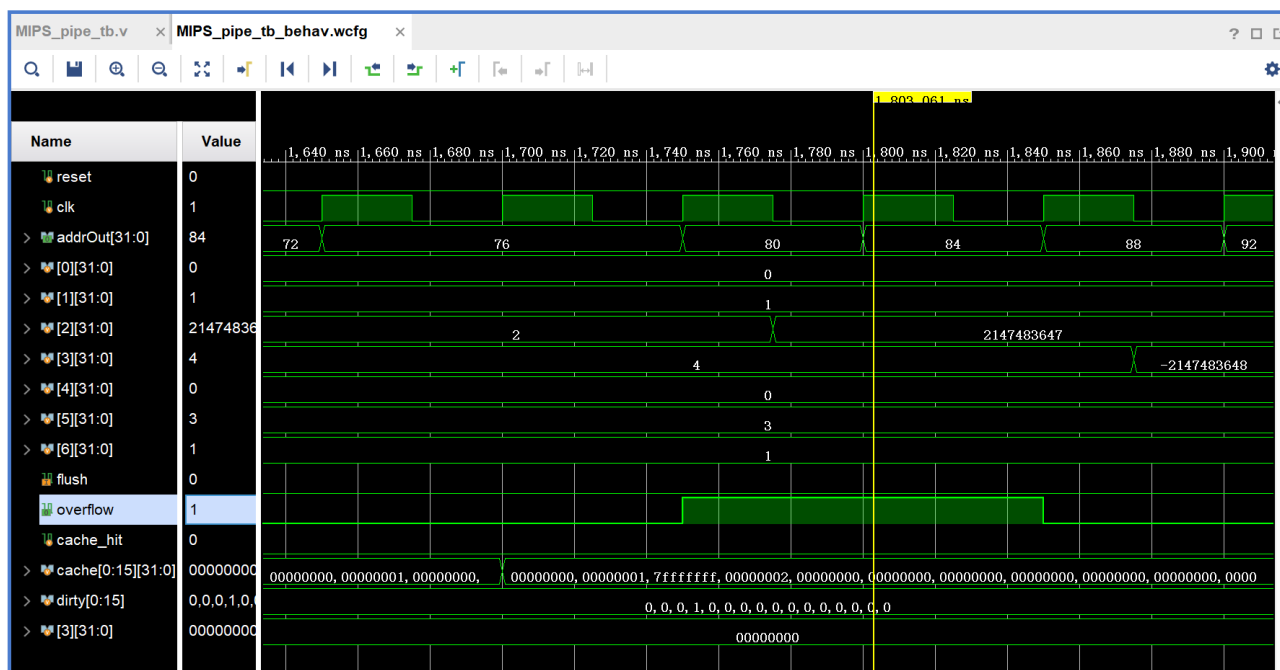 MIPS_pipe_tb.v × MIPS_pipe_tb_behav.wcfg × ?
1,803.061 ns
Name Value 1,640 ns 1,660 ns 1,680 ns 1,700 ns 1,720 ns 1,740 ns 1,760 ns 1,780 ns 1,800 ns 1,820 ns 1,840 ns 1,860 ns 1,880 ns 1,900
reset 0
clk 1
addrOut[31:0] 84 72 76 80 84 88 92
[0][31:0] 0 0
[1][31:0] 1 1
[2][31:0] 21474836 2 2147483647
[3][31:0] 4 4 -2147483648
[4][31:0] 0 0
[5][31:0] 3 3
[6][31:0] 1 1
flush 0
overflow 1
cache_hit 0
cache[0:15][31:0] 00000000 00000000,00000001,00000000, 00000000,00000001,7fffffff,00000002,00000000,00000000,00000000,00000000,00000000,00000000,0000
dirty[0:15] 0,0,0,1,0,0 0,0,0,1,0,0,0,0,0,0,0,0,0,0,0,0
[3][31:0] 00000000 00000000